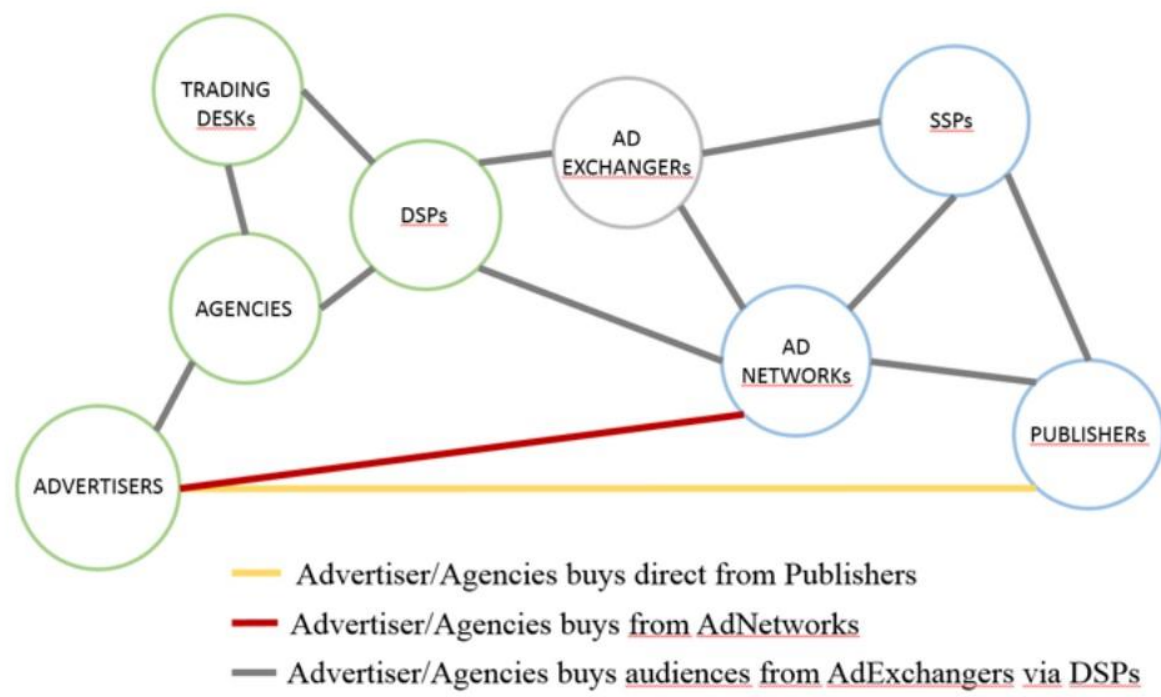 TRADING
DESKs
AD
EXCHANGERs
SSPs
DSPs
AGENCIES
AD
NETWORKs
PUBLISHERs
ADVERTISERS
Advertiser/Agencies buys direct from Publishers
Advertiser/Agencies buys from AdNetworks
Advertiser/Agencies buys audiences from AdExchangers via DSPs